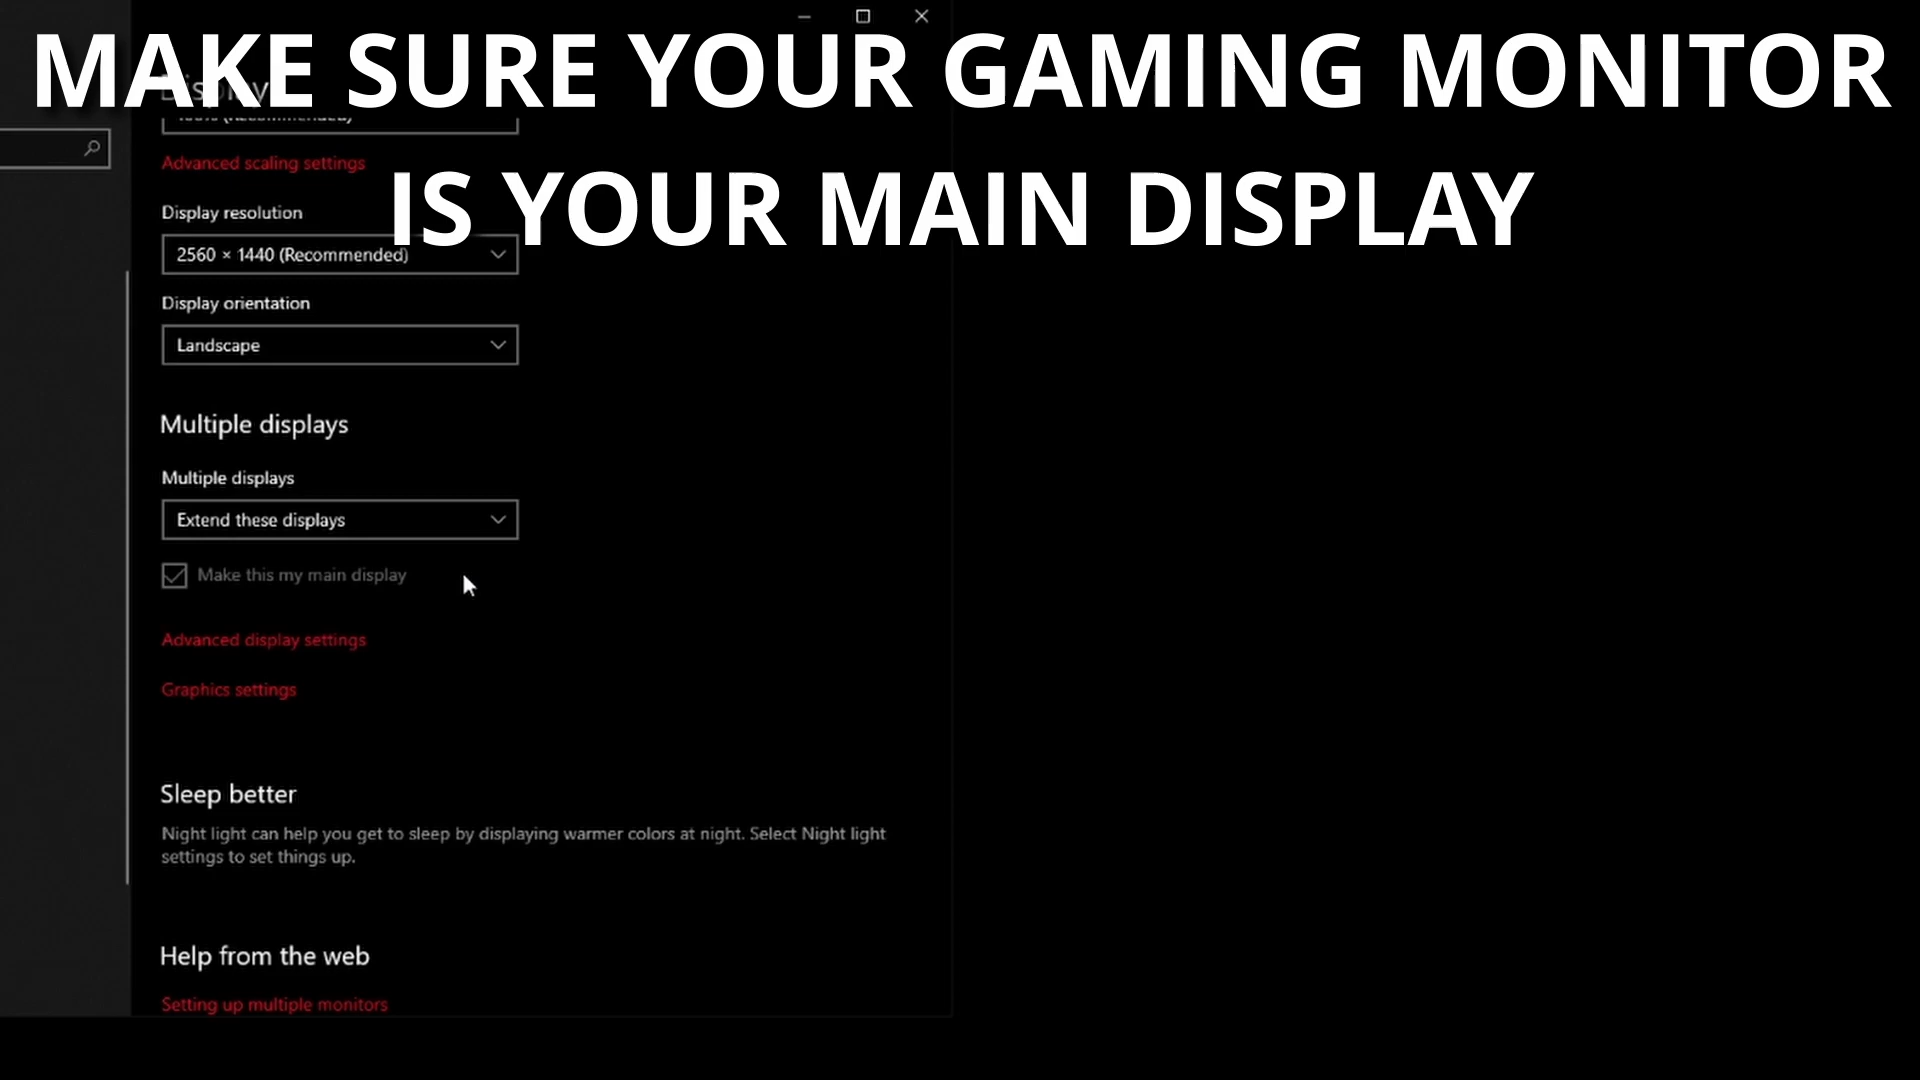 MAKE SURE YOUR GAMING MONITOR
IS YOUR MAIN DISPLAY
Display
(Recommended)
Advanced scaling settings
Display resolution
2560 × 1440 (Recommended)
Display orientation
Landscape
Multiple displays
Multiple displays
Extend these displays
Make this my main display
Advanced display settings
Graphics settings
Sleep better
Night light can help you get to sleep by displaying warmer colors at night. Select Night light
settings to set things up.
Help from the web
Setting up multiple monitors